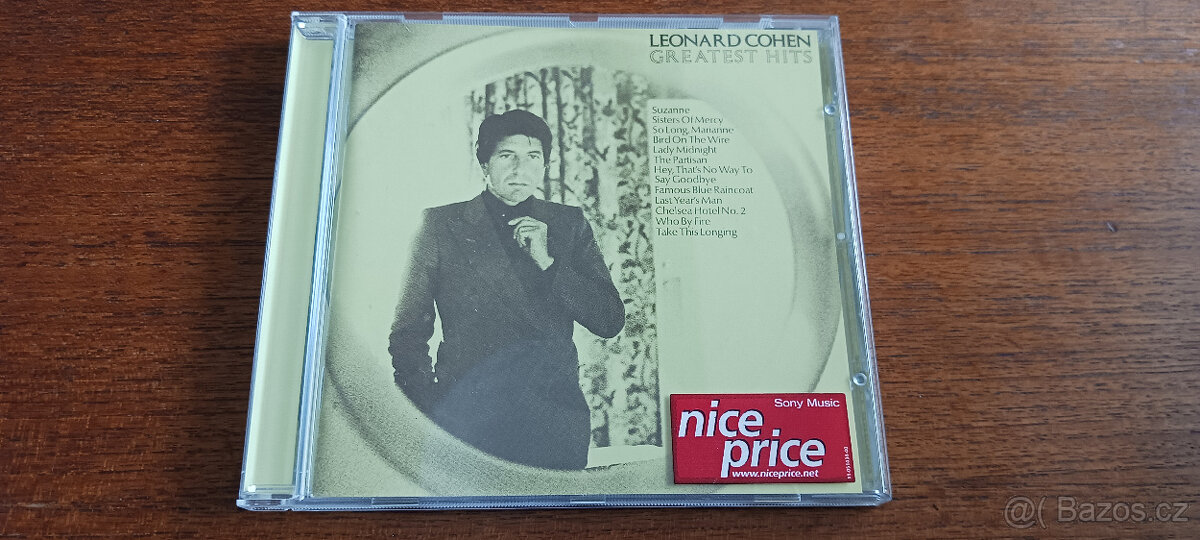 LEONARD COHEN
GREATEST HITS
Suzanne
Sisters Of Mercy
So Long, Marianne
Bird On The Wire
Lady Midnight
The Partisan
Hey, That's No Way To
Say Goodbye
Famous Blue Raincoat
Last Year's Man
Chelsea Hotel No. 2
Who By Fire
Take This Longing
Sony Music
nice
price
www.niceprice.net
@( Bazos.cz